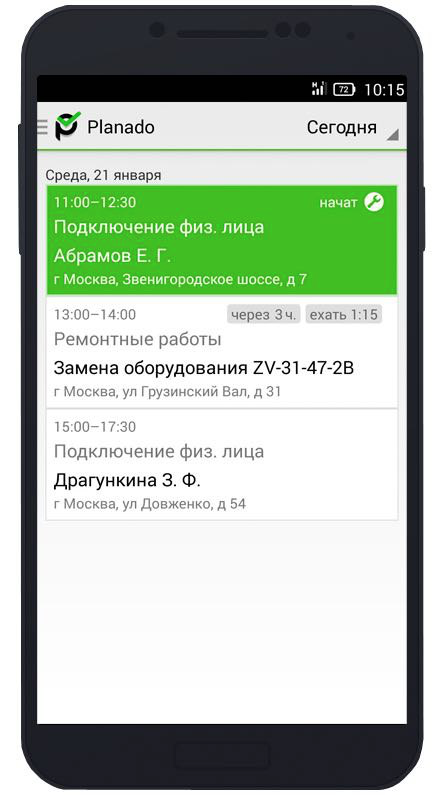 72 10:15
Planado Сегодня
Среда, 21 января
11:00–12:30 начат
Подключение физ. лица
Абрамов Е. Г.
г Москва, Звенигородское шоссе, д 7
13:00–14:00 через 3 ч. ехать 1:15
Ремонтные работы
Замена оборудования ZV-31-47-2B
г Москва, ул Грузинский Вал, д 31
15:00–17:30
Подключение физ. лица
Драгункина З. Ф.
г Москва, ул Довженко, д 54